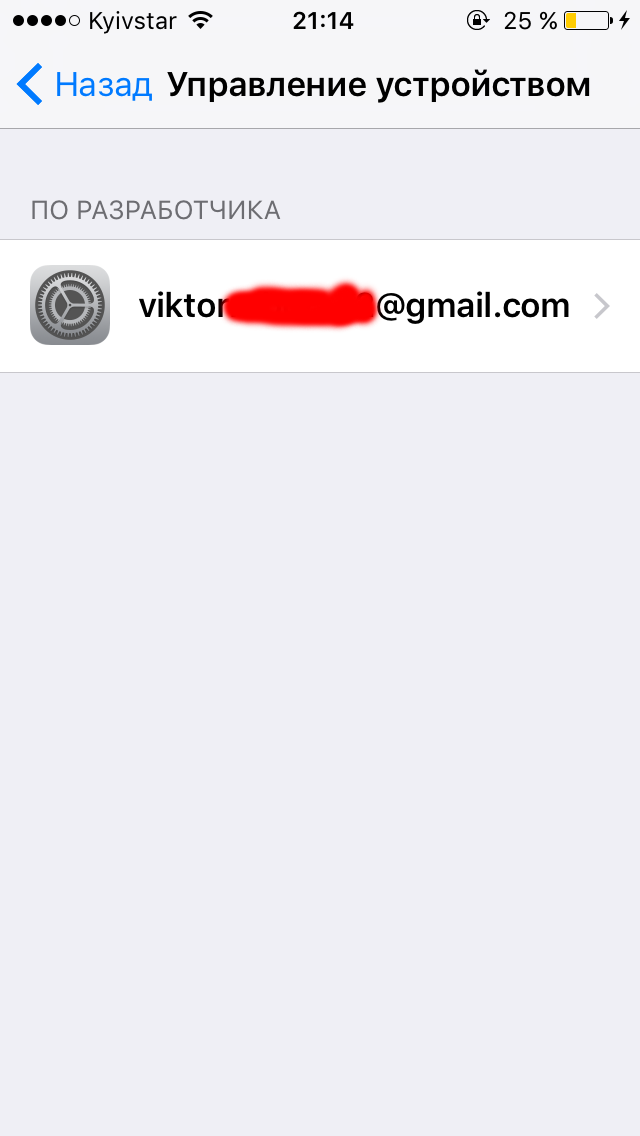 Kyivstar 21:14 25 %
Назад Управление устройством
ПО РАЗРАБОТЧИКА
viktor@gmail.com